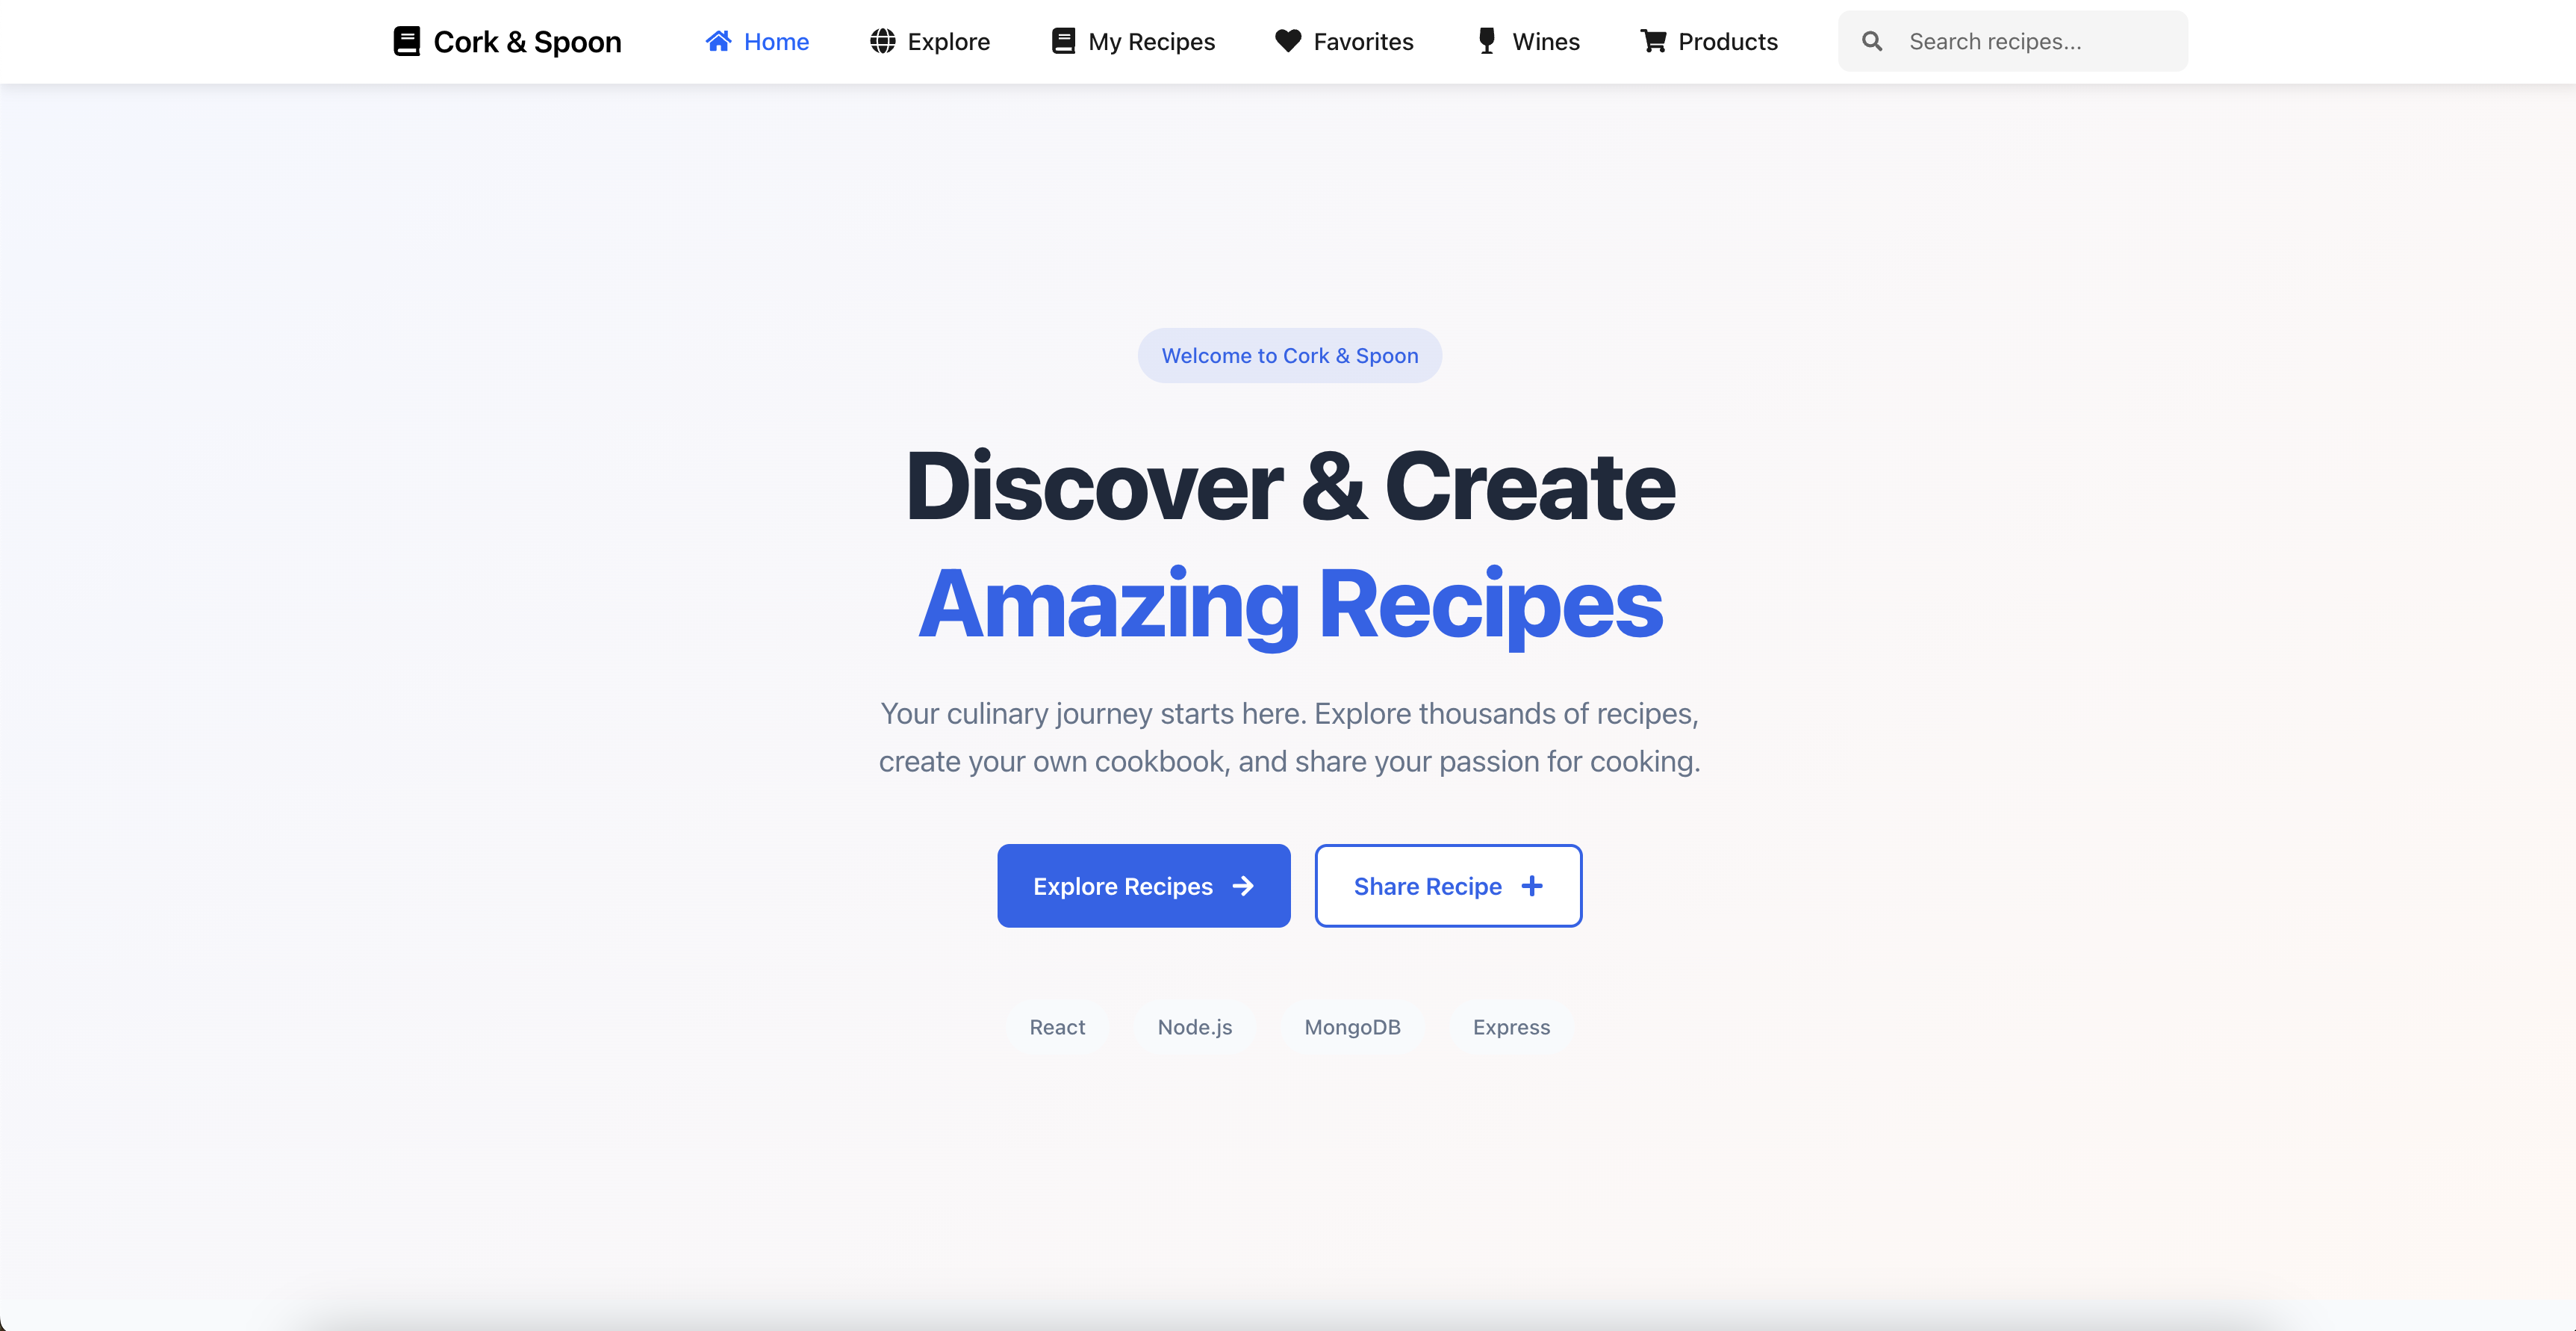 Cork & Spoon Home Explore My Recipes Favorites Wines Products Search recipes...
Welcome to Cork & Spoon
Discover & Create
Amazing Recipes
Your culinary journey starts here. Explore thousands of recipes,
create your own cookbook, and share your passion for cooking.
Explore Recipes Share Recipe
React Node.js MongoDB Express